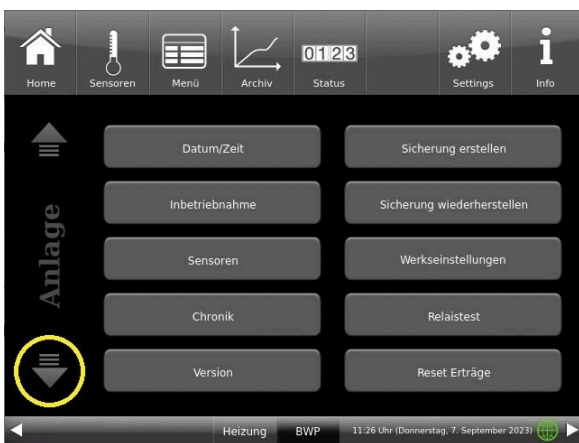 0123
Home Sensoren Menü Archiv Status Settings Info
Anlage
Datum/Zeit Sicherung erstellen
Inbetriebnahme Sicherung wiederherstellen
Sensoren Werkseinstellungen
Chronik Relaistest
Version Reset Erträge
Heizung BWP 11:26 Uhr (Donnerstag, 7. September 2023)